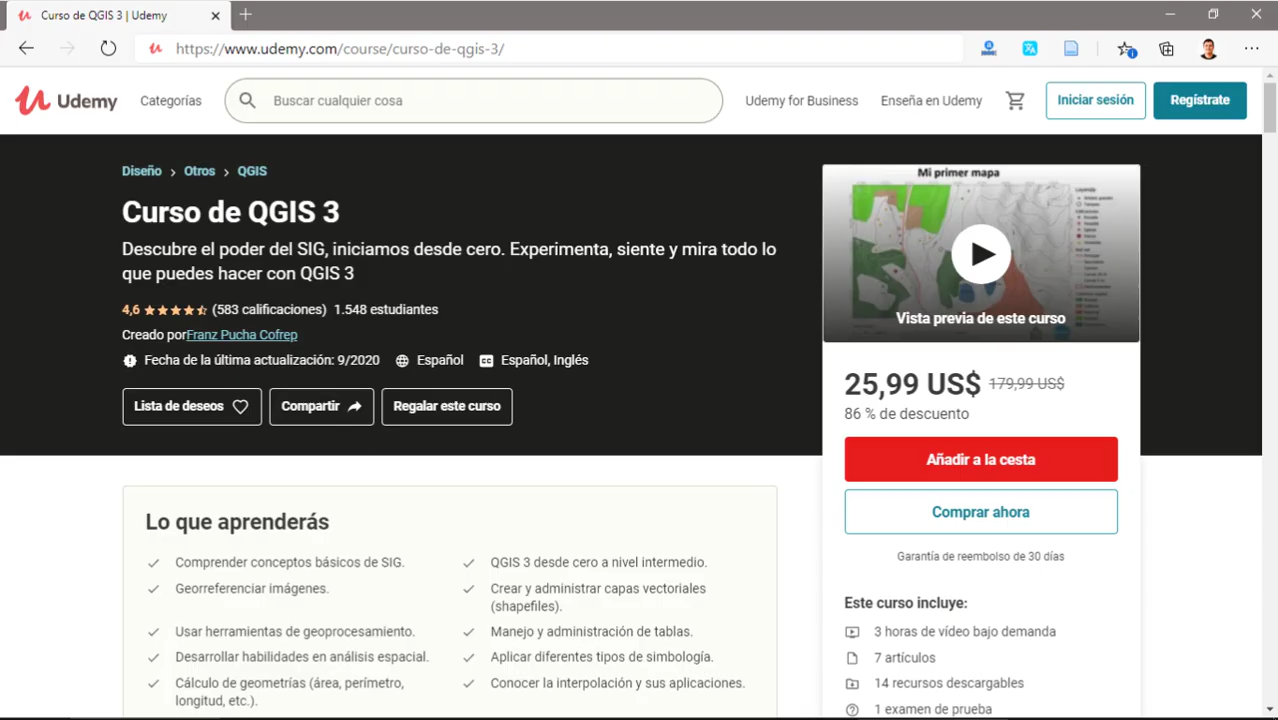 Curso de QGIS 3 | Udemy
https://www.udemy.com/course/curso-de-qgis-3/
Udemy
Categorías
Buscar cualquier cosa
Udemy for Business
Enseña en Udemy
Iniciar sesión
Regístrate
Diseño > Otros > QGIS
Curso de QGIS 3
Descubre el poder del SIG, iniciamos desde cero. Experimenta, siente y mira todo lo
que puedes hacer con QGIS 3
4,6 (583 calificaciones) 1.548 estudiantes
Creado porFranz Pucha Cofrep
Fecha de la última actualización: 9/2020 Español CC Español, Inglés
Lista de deseos
Compartir
Regalar este curso
Mi primer mapa
Vista previa de este curso
25,99 US$ 179,99 US$
86 % de descuento
Añadir a la cesta
Comprar ahora
Garantía de reembolso de 30 días
Este curso incluye:
3 horas de vídeo bajo demanda
7 artículos
14 recursos descargables
1 examen de prueba
Lo que aprenderás
Comprender conceptos básicos de SIG.
Georreferenciar imágenes.
Usar herramientas de geoprocesamiento.
Desarrollar habilidades en análisis espacial.
Cálculo de geometrías (área, perímetro,
longitud, etc.).
QGIS 3 desde cero a nivel intermedio.
Crear y administrar capas vectoriales
(shapefiles).
Manejo y administración de tablas.
Aplicar diferentes tipos de simbología.
Conocer la interpolación y sus aplicaciones.